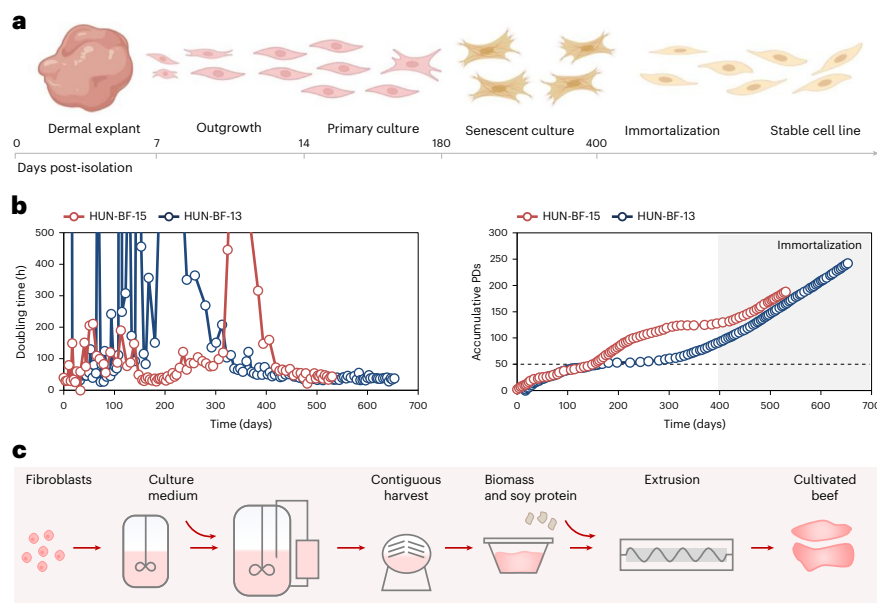 a
Dermal explant
Outgrowth
Primary culture
Senescent culture
Immortalization
Stable cell line
0
7
14
180
400
Days post-isolation
b
HUN-BF-15
HUN-BF-13
500
400
300
200
100
0
Doubling time (h)
0
100
200
300
400
500
600
700
Time (days)
HUN-BF-15
HUN-BF-13
Immortalization
300
250
200
150
100
50
0
Accumulative PDs
0
100
200
300
400
500
600
700
Time (days)
c
Fibroblasts
Culture
medium
Contiguous
harvest
Biomass
and soy protein
Extrusion
Cultivated
beef